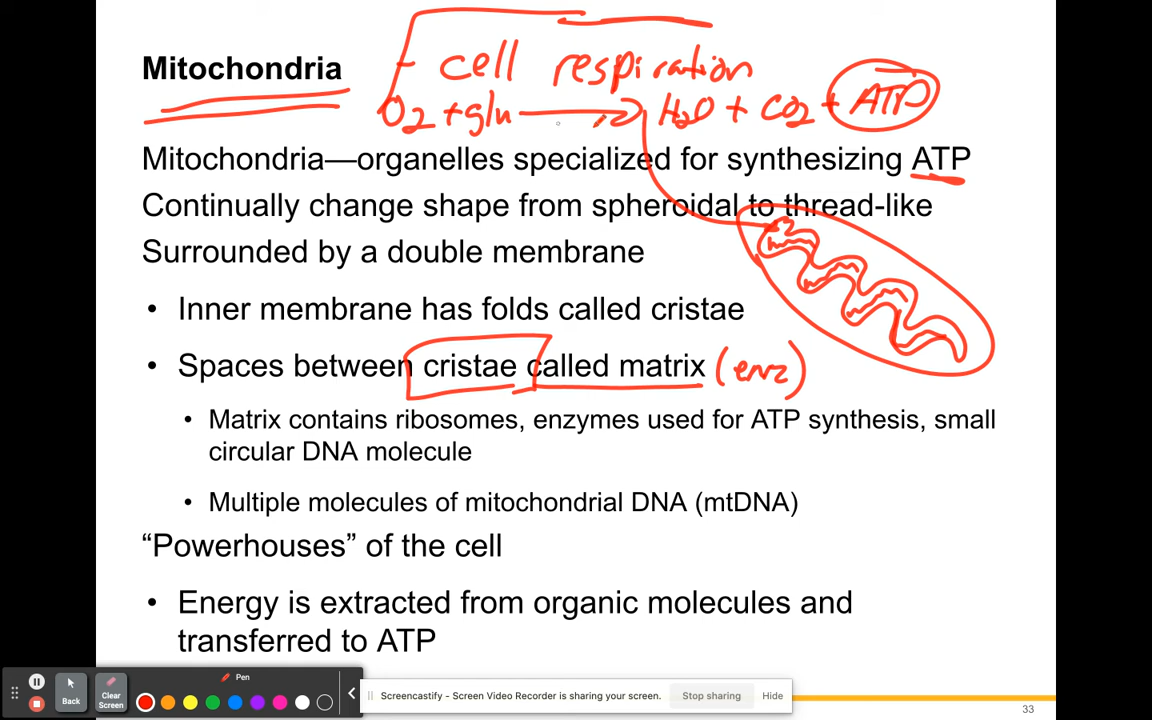 - cell respiration
Mitochondria
O2 + glu → H2O + CO2 + ATP
Mitochondria—organelles specialized for synthesizing ATP
Continually change shape from spheroidal to thread-like
Surrounded by a double membrane
• Inner membrane has folds called cristae
• Spaces between cristae called matrix (enz)
• Matrix contains ribosomes, enzymes used for ATP synthesis, small
circular DNA molecule
• Multiple molecules of mitochondrial DNA (mtDNA)
“Powerhouses” of the cell
• Energy is extracted from organic molecules and
transferred to ATP
Pen
Back
Clear
Screen
Screencastify - Screen Video Recorder is sharing your screen.
Stop sharing
Hide
33